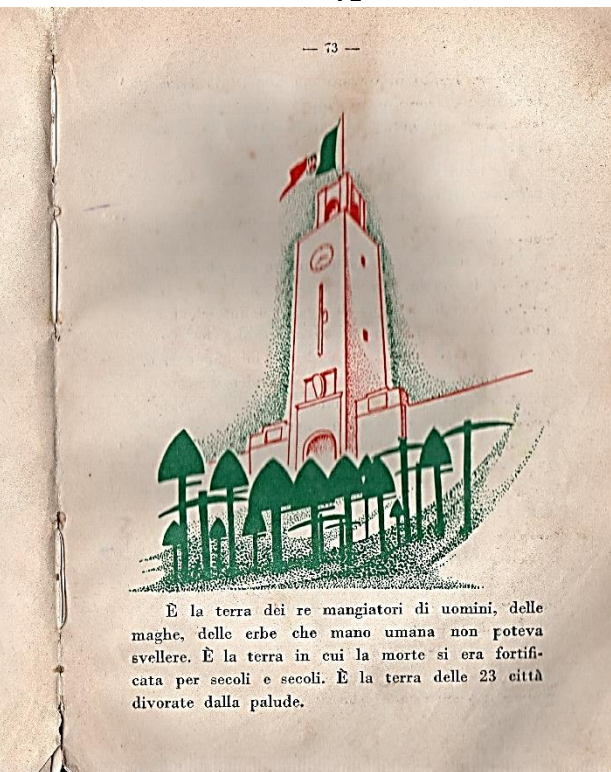 — 73 —
È la terra dei re mangiatori di uomini, delle
maghe, delle erbe che mano umana non poteva
svellere. È la terra in cui la morte si era fortifi-
cata per secoli e secoli. È la terra delle 23 città
divorate dalla palude.